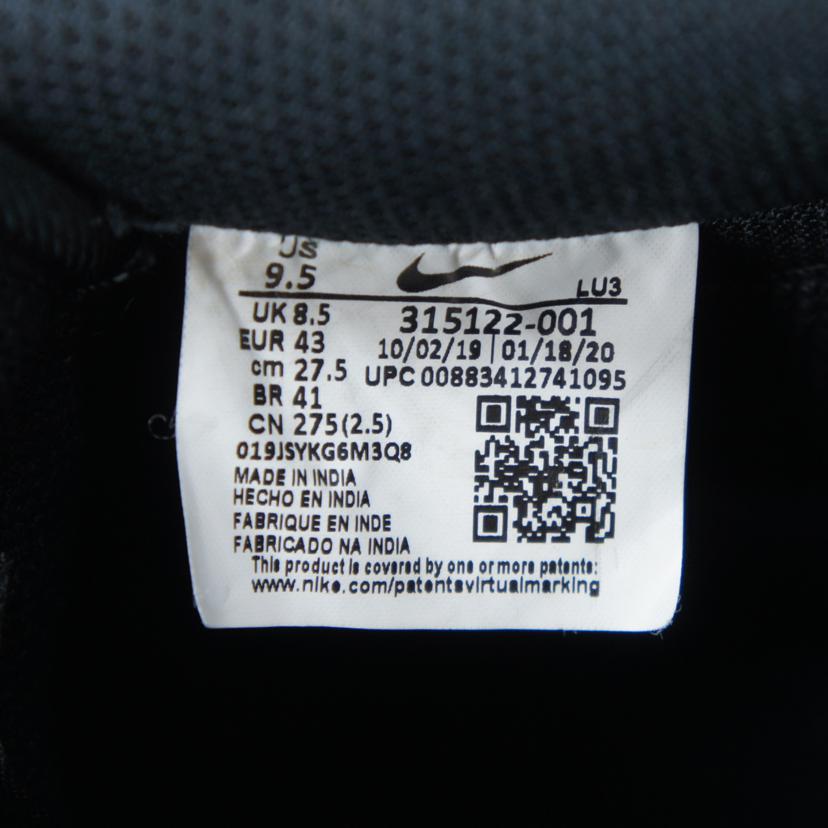 US
9.5
LU3
UK 8.5
315122-001
EUR 43
10/02/19 | 01/18/20
cm 27.5
UPC 00883412741095
BR 41
CN 275(2.5)
019JSYKG6M3Q8
MADE IN INDIA
HECHO EN INDIA
FABRIQUE EN INDE
FABRICADO NA INDIA
This product is covered by one or more patents:
www.nike.com/patentsvirtualmarking